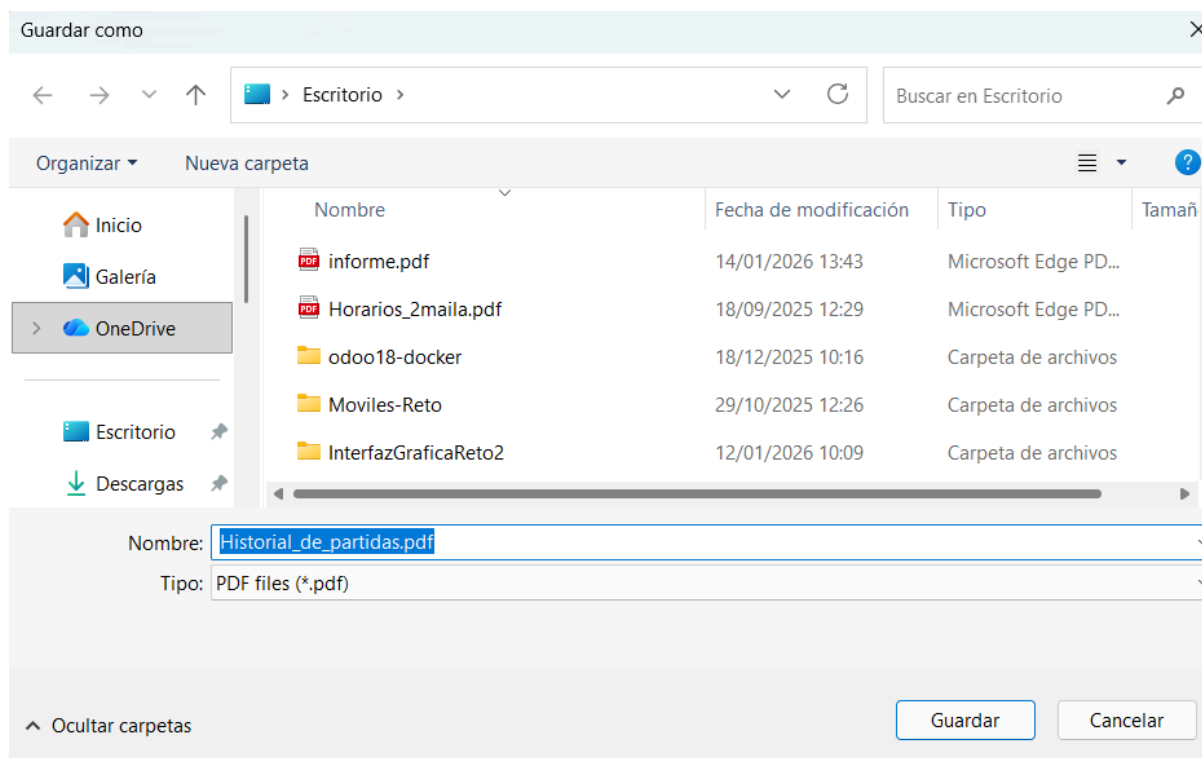 Guardar como
Escritorio
Buscar en Escritorio
Organizar Nueva carpeta
Nombre Fecha de modificación Tipo Tamañ
Inicio
Galería
OneDrive
Escritorio
Descargas
PDF informe.pdf 14/01/2026 13:43 Microsoft Edge PD...
PDF Horarios_2maila.pdf 18/09/2025 12:29 Microsoft Edge PD...
odoo18-docker 18/12/2025 10:16 Carpeta de archivos
Moviles-Reto 29/10/2025 12:26 Carpeta de archivos
InterfazGraficaReto2 12/01/2026 10:09 Carpeta de archivos
Nombre: Historial_de_partidas.pdf
Tipo: PDF files (*.pdf)
Ocultar carpetas
Guardar Cancelar